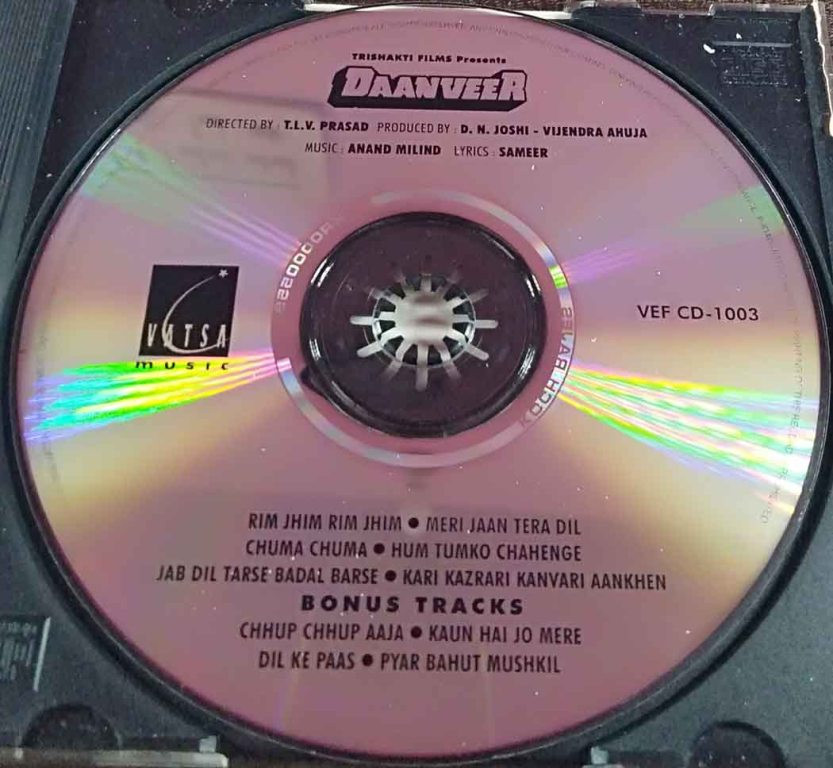 TRISHAKTI FILMS Presents
DAANVEER
DIRECTED BY : T.L.V. PRASAD PRODUCED BY : D. N. JOSHI - VIJENDRA AHUJA
MUSIC : ANAND MILIND LYRICS : SAMEER
VATSA
music
VEF CD-1003
RIM JHIM RIM JHIM ● MERI JAAN TERA DIL
CHUMA CHUMA ● HUM TUMKO CHAHENGE
JAB DIL TARSE BADAL BARSE ● KARI KAZRARI KANVARI AANKHEN
BONUS TRACKS
CHHUP CHHUP AAJA ● KAUN HAI JO MERE
DIL KE PAAS ● PYAR BAHUT MUSHKIL